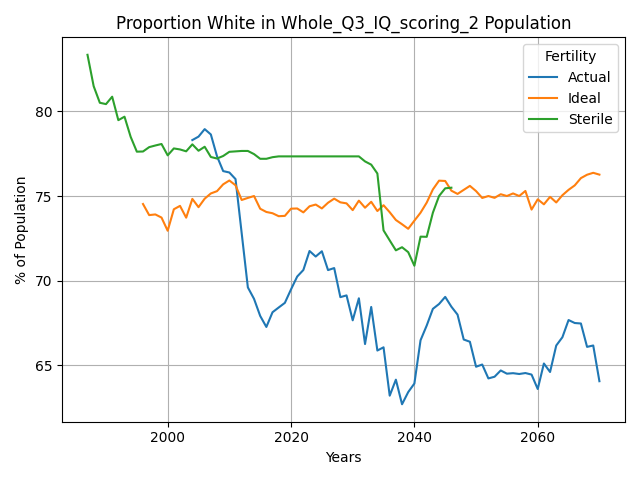 Proportion White in Whole_Q3_IQ_scoring_2 Population
Fertility
Actual
Ideal
Sterile
% of Population
80
75
70
65
2000
2020
2040
2060
Years